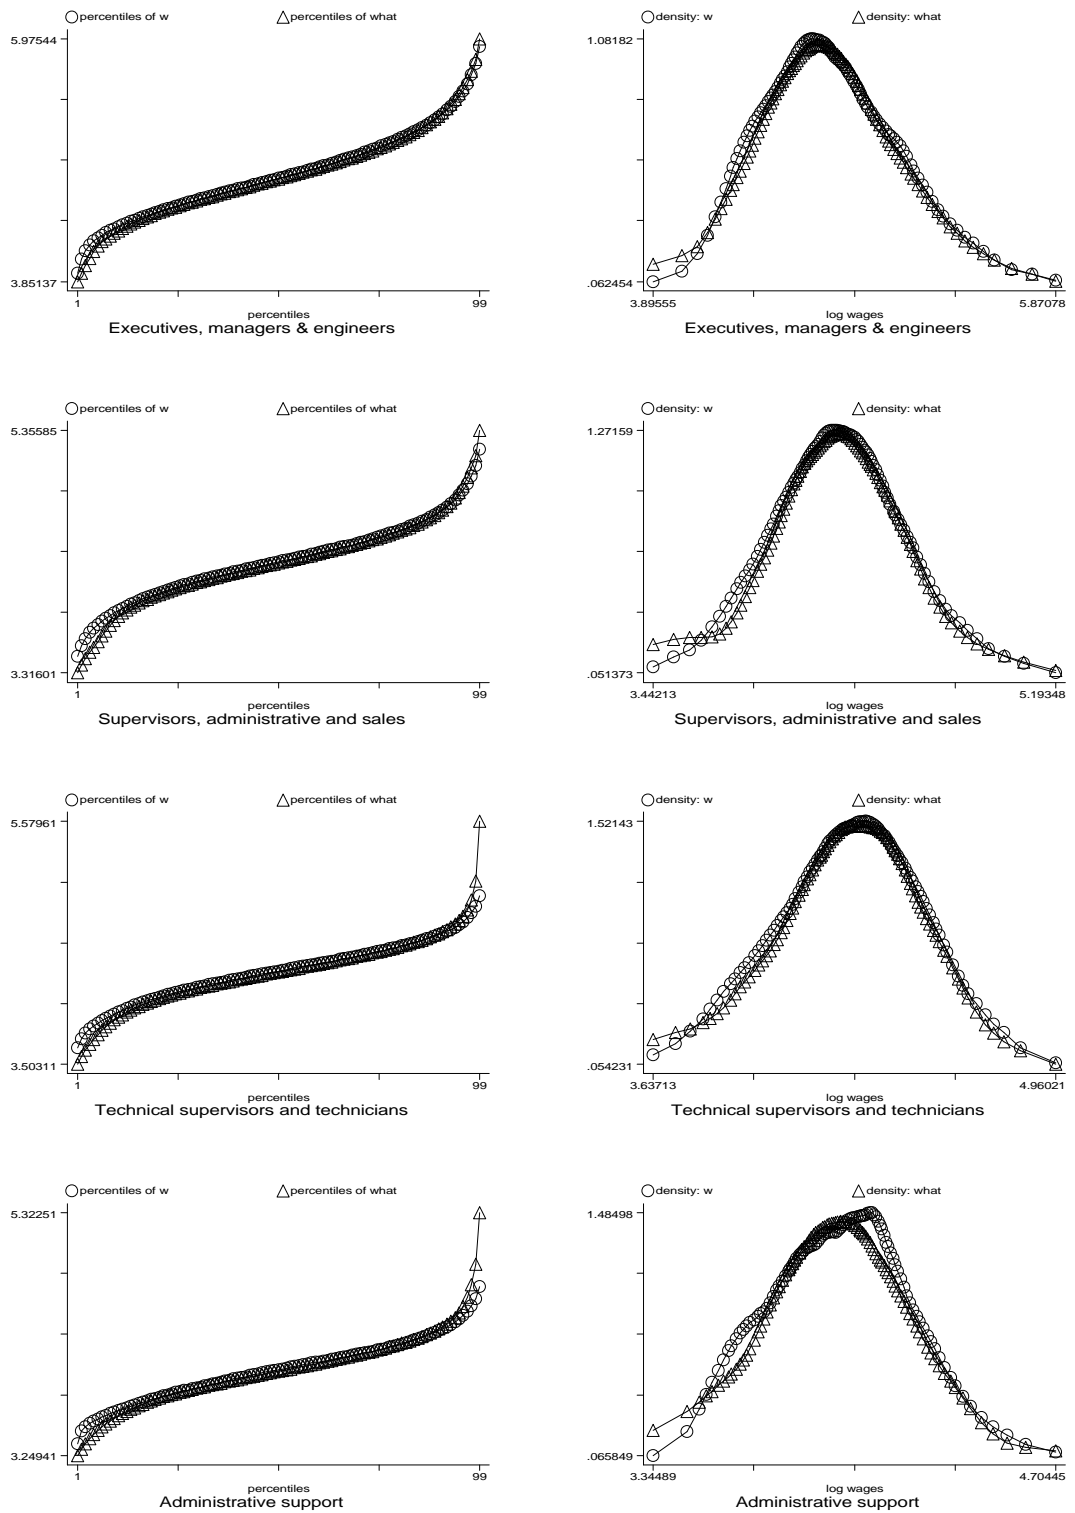 percentiles of w percentiles of what
5.97544
3.85137
1 99
percentiles
Executives, managers & engineers
density: w density: what
1.08182
.062454
3.89555 5.87078
log wages
Executives, managers & engineers
percentiles of w percentiles of what
5.35585
3.31601
1 99
percentiles
Supervisors, administrative and sales
density: w density: what
1.27159
.051373
3.44213 5.19348
log wages
Supervisors, administrative and sales
percentiles of w percentiles of what
5.57961
3.50311
1 99
percentiles
Technical supervisors and technicians
density: w density: what
1.52143
.054231
3.63713 4.96021
log wages
Technical supervisors and technicians
percentiles of w percentiles of what
5.32251
3.24941
1 99
percentiles
Administrative support
density: w density: what
1.48498
.065849
3.34489 4.70445
log wages
Administrative support